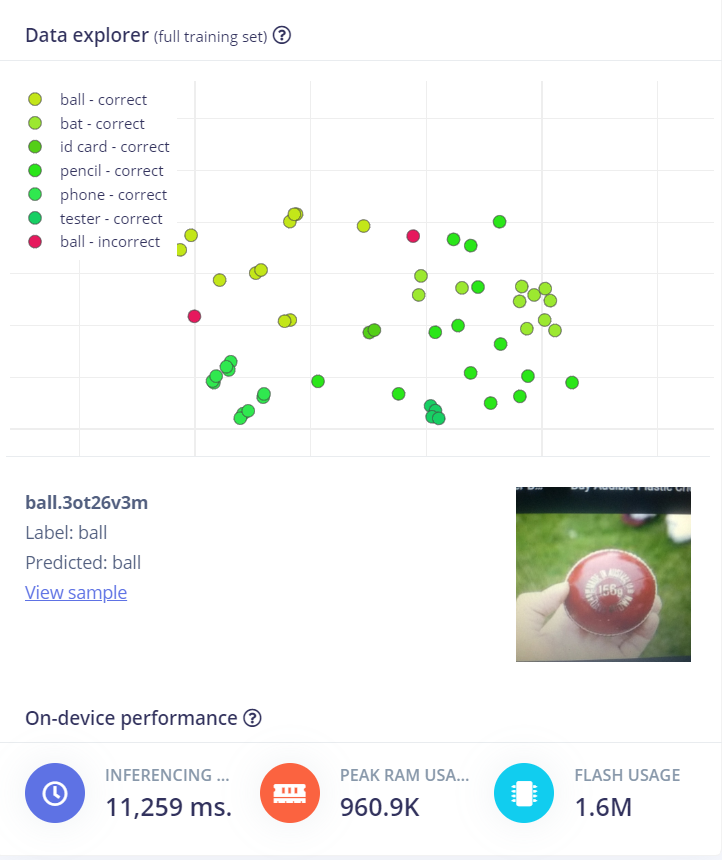 Data explorer (full training set) ?
ball - correct
bat - correct
id card - correct
pencil - correct
phone - correct
tester - correct
ball - incorrect
ball.3ot26v3m
Label: ball
Predicted: ball
View sample
156g
On-device performance ?
INFERENCING ...
11,259 ms.
PEAK RAM USA...
960.9K
FLASH USAGE
1.6M